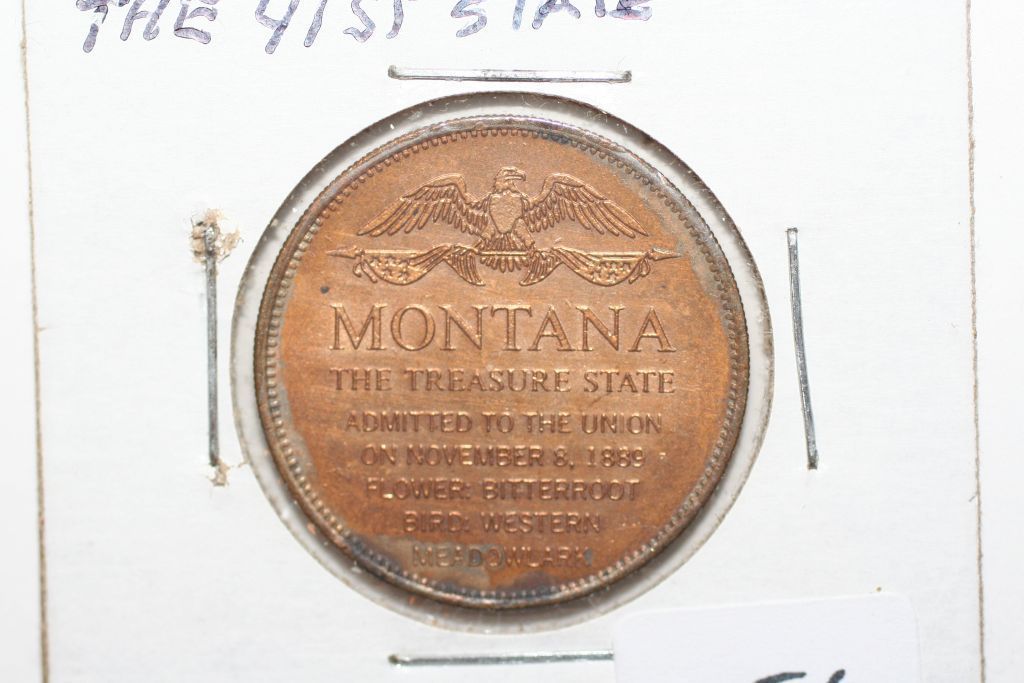 THE 41ST STATE
MONTANA
THE TREASURE STATE
ADMITTED TO THE UNION
ON NOVEMBER 8, 1889
FLOWER: BITTERROOT
BIRD: WESTERN
MEADOWLARK